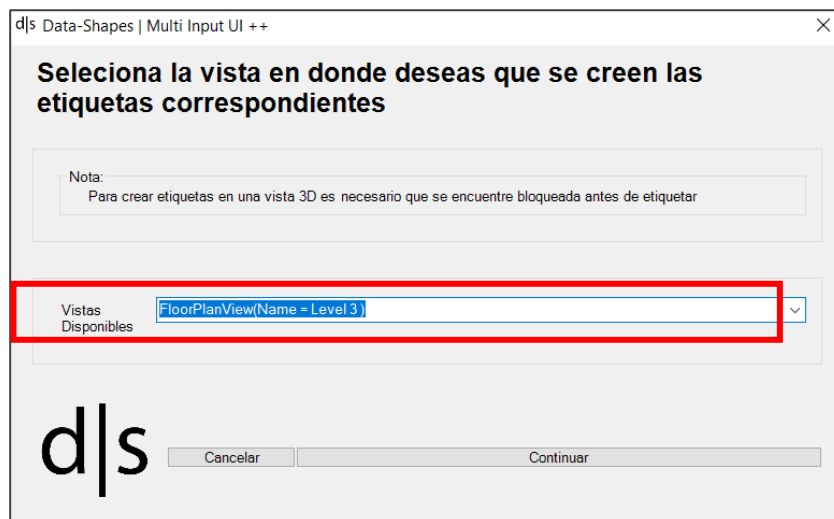 d|s Data-Shapes | Multi Input UI ++
Seleciona la vista en donde deseas que se creen las
etiquetas correspondientes
Nota:
Para crear etiquetas en una vista 3D es necesario que se encuentre bloqueada antes de etiquetar
Vistas
Disponibles
FloorPlanView(Name = Level 3 )
d|s
Cancelar
Continuar